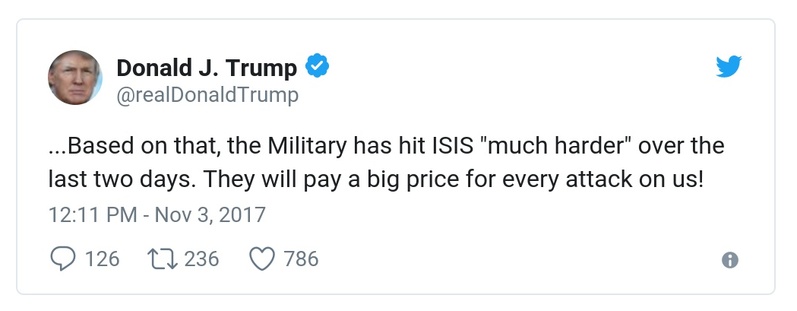 Donald J. Trump
@realDonaldTrump
...Based on that, the Military has hit ISIS "much harder" over the
last two days. They will pay a big price for every attack on us!
12:11 PM - Nov 3, 2017
126 236 786